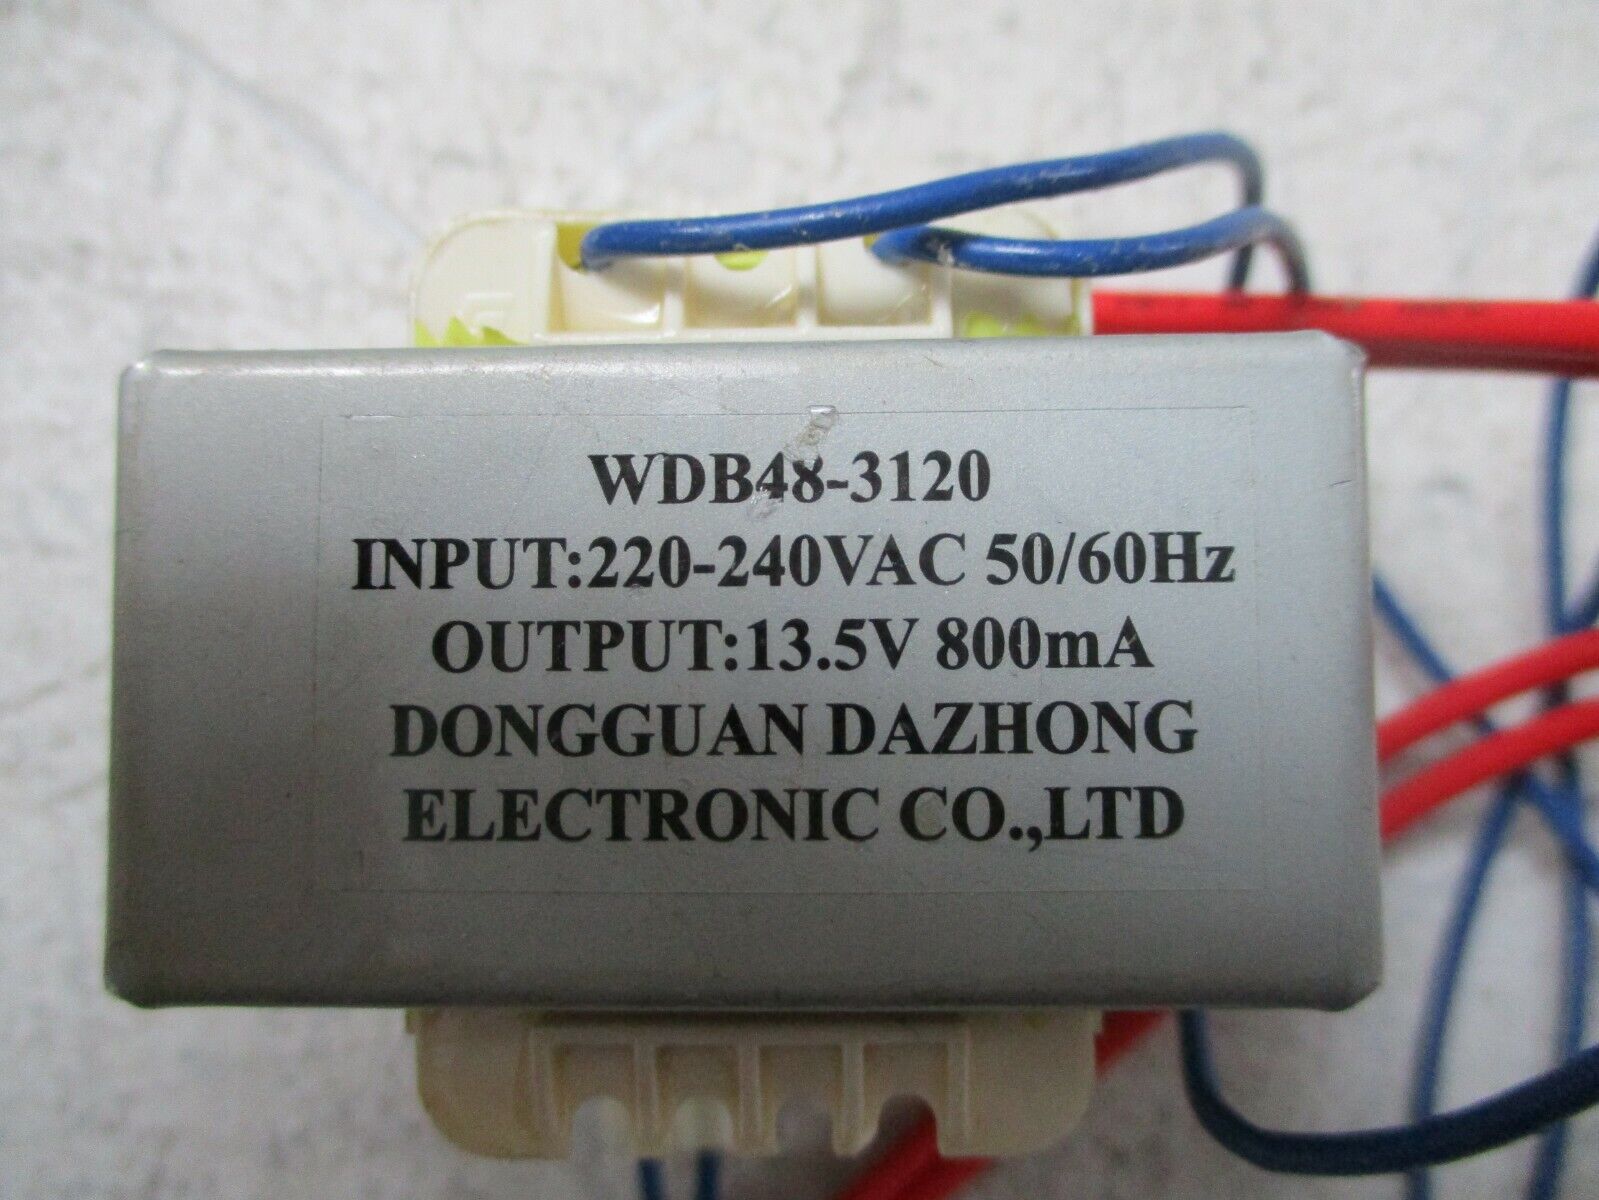 WDB48-3120
INPUT:220-240VAC 50/60Hz
OUTPUT:13.5V 800mA
DONGGUAN DAZHONG
ELECTRONIC CO.,LTD